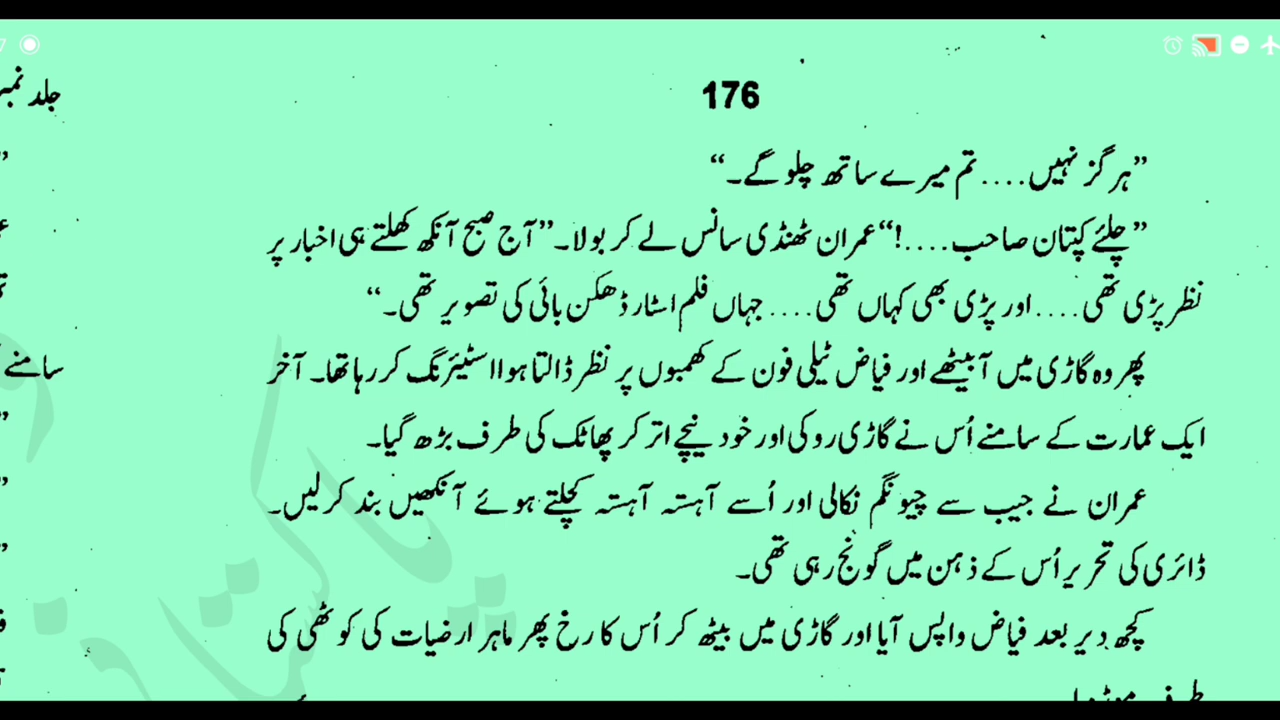 176
جلد نمبر
”ہرگز نہیں.... تم میرے ساتھ چلو گے۔“
”چلئے کپتان صاحب....!“ عمران ٹھنڈی سانس لے کر بولا۔ ”آج صبح آنکھ کھلتے ہی اخبار پر
نظر پڑی تھی.... اور پڑی بھی کہاں تھی.... جہاں فلم اسٹار ڈھکن بائی کی تصویر تھی۔“
پھر وہ گاڑی میں آ بیٹھے اور فیاض ٹیلی فون کے کھمبوں پر نظر ڈالتا ہوا اسٹیئرنگ کر رہا تھا۔ آخر
سامنے
ایک عمارت کے سامنے اُس نے گاڑی روکی اور خود نیچے اتر کر پھاٹک کی طرف بڑھ گیا۔
عمران نے جیب سے چیونگم نکالی اور اُسے آہستہ آہستہ کچلتے ہوئے آنکھیں بند کرلیں۔
ڈائری کی تحریر اُس کے ذہن میں گونج رہی تھی۔
کچھ دیر بعد فیاض واپس آیا اور گاڑی میں بیٹھ کر اُس کا رخ پھر ماہر ارضیات کی کوٹھی کی